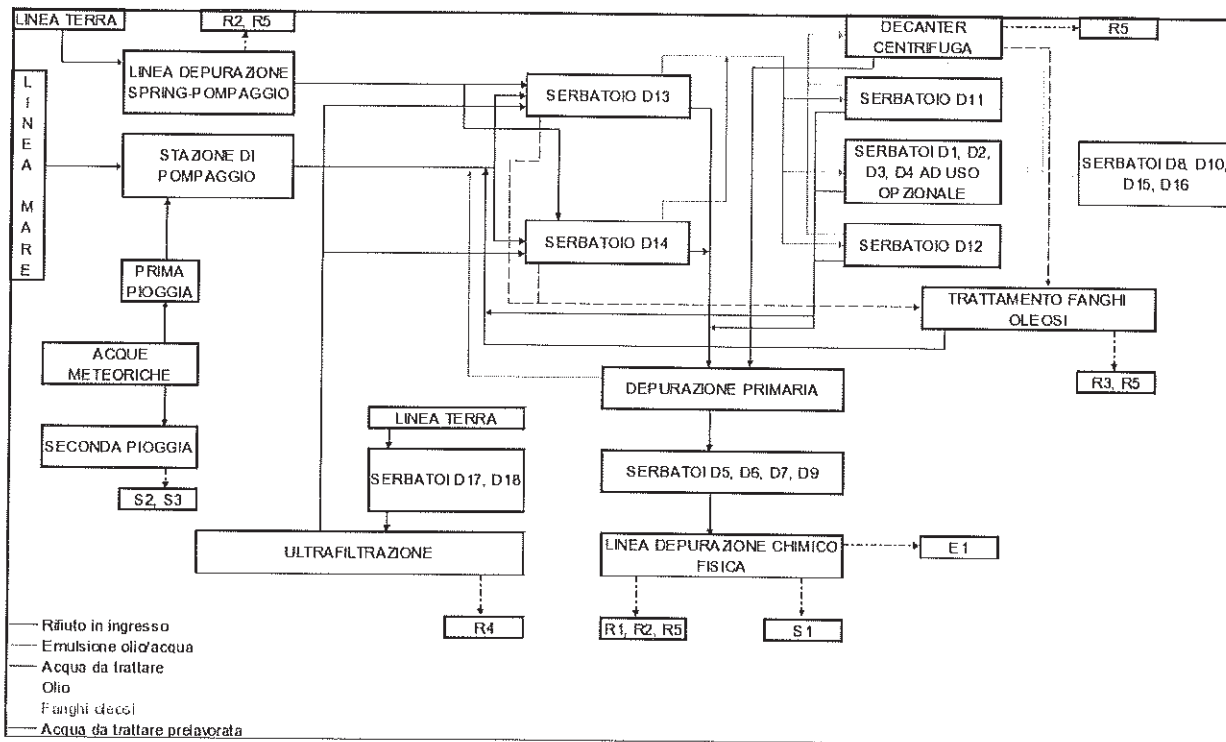 LINEA TERRA
R2, R5
DECANTER
CENTRIFUGA
R5
LINEA DEPURAZIONE
SPRING-POMPAGGIO
SERBATOIO D13
SERBATOIO D11
LINEA MARE
STAZIONE DI
POMPAGGIO
SERBATOI D1, D2,
D3, D4 AD USO
OPZIONALE
SERBATOI D8, D10,
D15, D16
SERBATOIO D14
SERBATOIO D12
PRIMA
PIOGGIA
TRATTAMENTO FANGHI
OLEOSI
ACQUE
METEORICHE
R3, R5
DEPURAZIONE PRIMARIA
LINEA TERRA
SECONDA PIOGGIA
SERBATOI D17, D18
SERBATOI D5, D6, D7, D9
S2, S3
ULTRAFILTRAZIONE
LINEA DEPURAZIONE CHIMICO
FISICA
E1
R4
R1, R2, R5
S1
Rifiuto in ingresso
Emulsione olio/acqua
Acqua da trattare
Olio
Fanghi oleosi
Acqua da trattare prelavorata